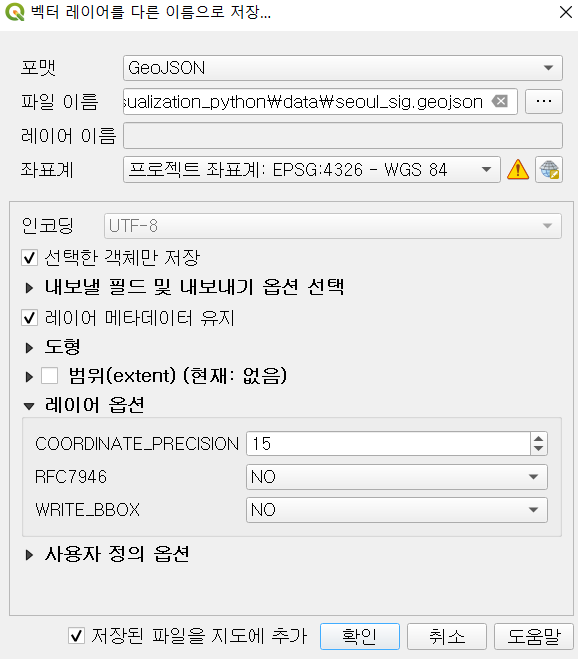 벡터 레이어를 다른 이름으로 저장...
포맷 GeoJSON
파일 이름 sualization_python₩data₩seoul_sig.geojson ...
레이어 이름
좌표계 프로젝트 좌표계: EPSG:4326 - WGS 84
인코딩 UTF-8
선택한 객체만 저장
내보낼 필드 및 내보내기 옵션 선택
레이어 메타데이터 유지
도형
범위(extent) (현재: 없음)
레이어 옵션
COORDINATE_PRECISION 15
RFC7946 NO
WRITE_BBOX NO
사용자 정의 옵션
저장된 파일을 지도에 추가 확인 취소 도움말